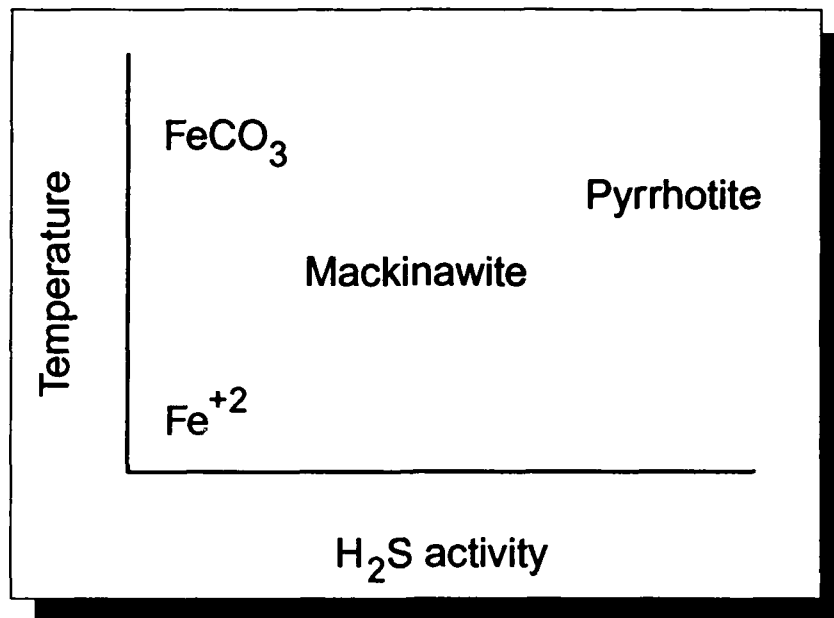 Temperature
FeCO3
Pyrrhotite
Mackinawite
Fe+2
H2S activity